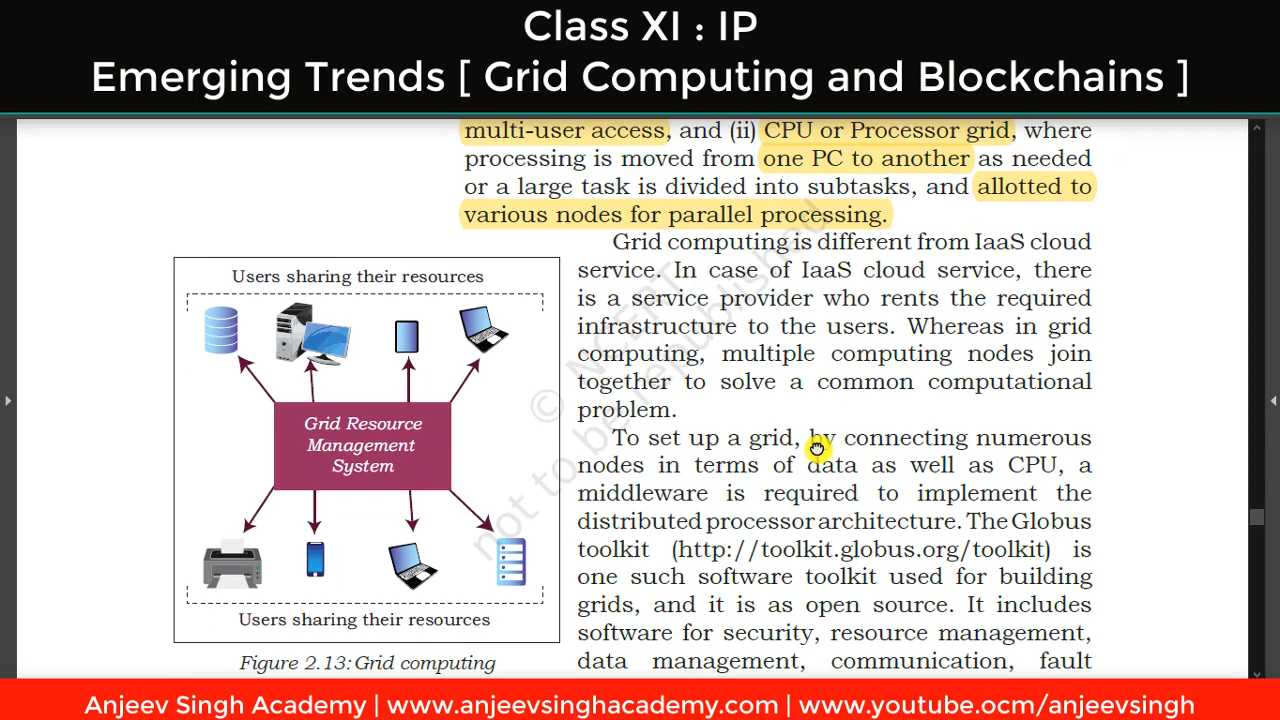 Class XI : IP
Emerging Trends [ Grid Computing and Blockchains ]
multi-user access, and (ii) CPU or Processor grid, where
processing is moved from one PC to another as needed
or a large task is divided into subtasks, and allotted to
various nodes for parallel processing.
Grid computing is different from IaaS cloud
service. In case of IaaS cloud service, there
is a service provider who rents the required
infrastructure to the users. Whereas in grid
computing, multiple computing nodes join
together to solve a common computational
problem.
To set up a grid, by connecting numerous
nodes in terms of data as well as CPU, a
middleware is required to implement the
distributed processor architecture. The Globus
toolkit (http://toolkit.globus.org/toolkit) is
one such software toolkit used for building
grids, and it is as open source. It includes
software for security, resource management,
data management, communication, fault
Users sharing their resources
Grid Resource
Management
System
Users sharing their resources
Figure 2.13: Grid computing
© NCERT
not to be republished
Anjeev Singh Academy | www.anjeevsinghacademy.com | www.youtube.ocm/anjeevsingh